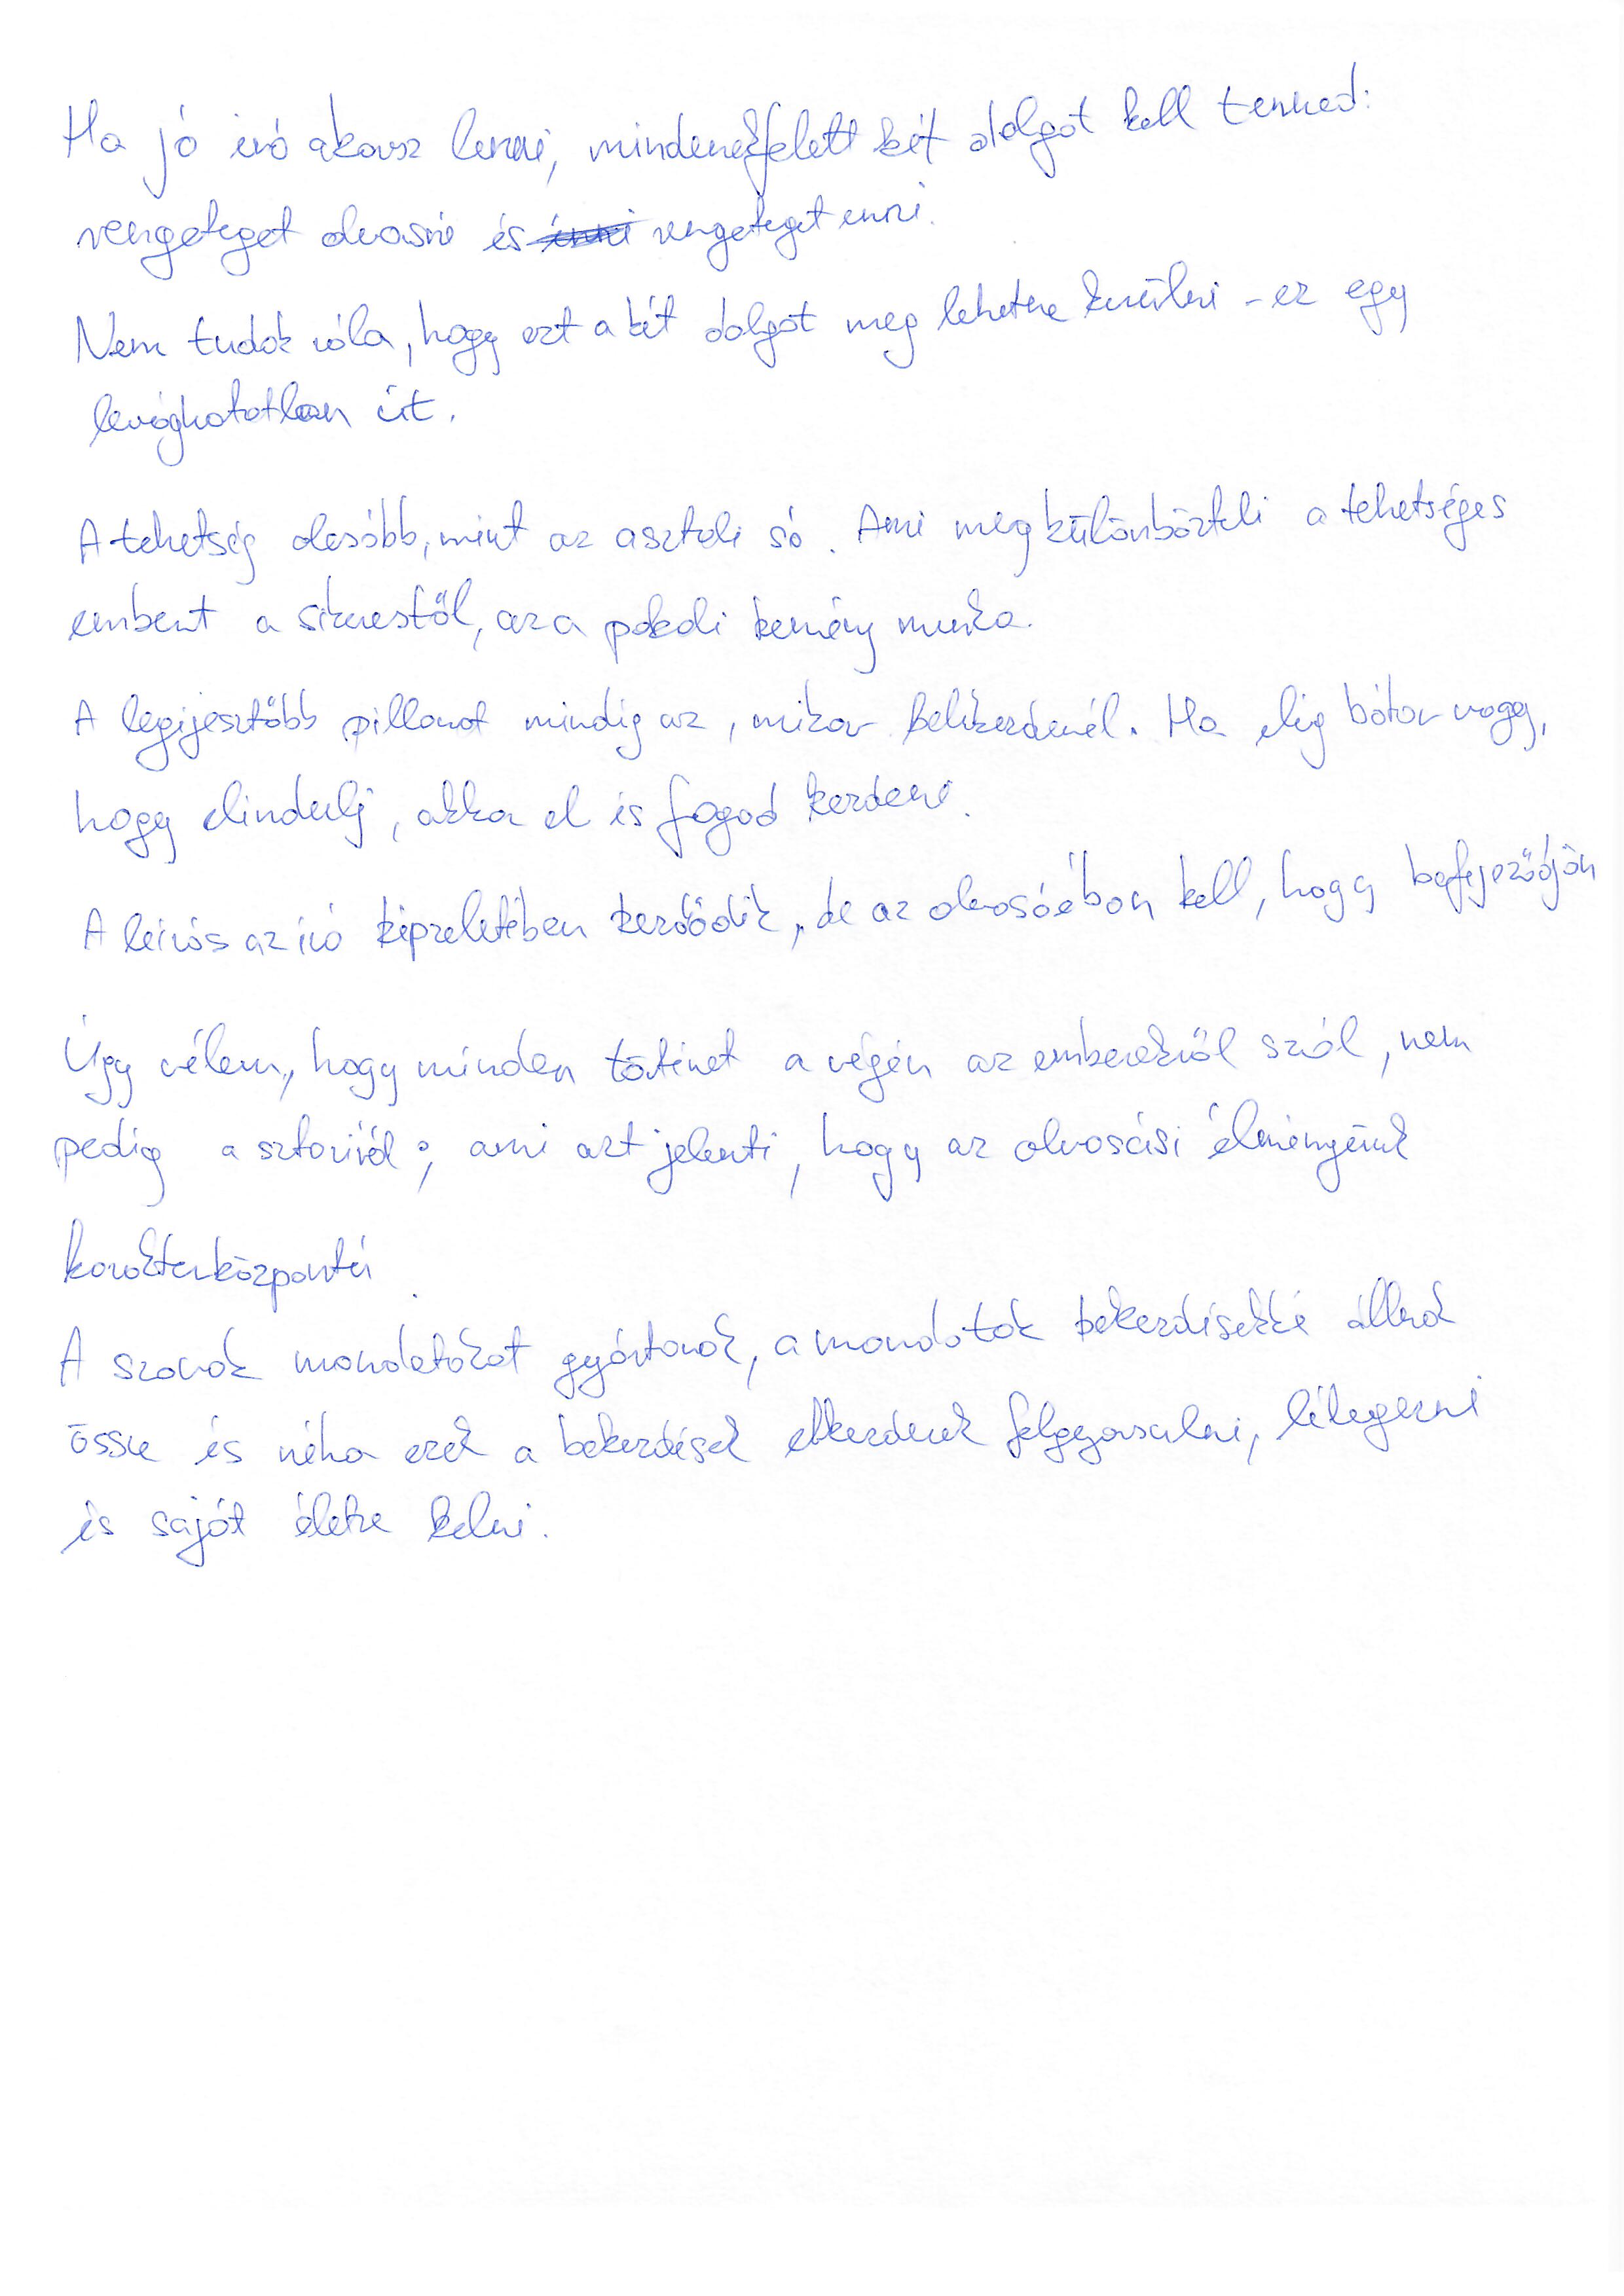 Ha jó író akarsz lenni, mindenekfelett két dolgot kell tenned:
rengeteget olvasni és rengeteget enni.
Nem tudok róla, hogy ezt a két dolgot meg lehetne kerülni - ez egy
levághatatlan út.
A tehetség olcsóbb, mint az asztali só. Ami megkülönbözteti a tehetséges
embert a sikerestől, az a pokoli kemény munka.
A legijesztőbb pillanat mindig az, mikor belekezdenél. Ha elég bátor vagy,
hogy elindulj, akkor el is fogod kezdeni.
A leírás az író képzeletében kezdődik, de az olvasóéban kell, hogy befejeződjön
Úgy vélem, hogy minden történet a végén az emberekről szól, nem
pedig a sztoriról; ami azt jelenti, hogy az olvasási élményünk
karakterközpontú.
A szavak mondatokat gyártanak, a mondatok bekezdésekké állnak
össze és néha ezek a bekezdések elkezdenek felgyorsulni, lélegezni
és saját életre kelni.